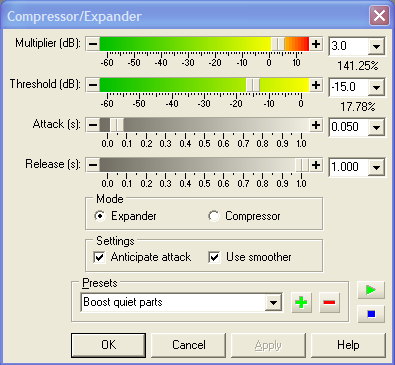 Compressor/Expander
Multiplier (dB): 3.0
-60 -50 -40 -30 -20 -10 0 10
141.25%
Threshold (dB): -15.0
-60 -50 -40 -30 -20 -10 0
17.78%
Attack (s): 0.050
0.0 0.1 0.2 0.3 0.4 0.5 0.6 0.7 0.8 0.9 1.0
Release (s): 1.000
0.0 0.1 0.2 0.3 0.4 0.5 0.6 0.7 0.8 0.9 1.0
Mode
Expander Compressor
Settings
Anticipate attack Use smoother
Presets
Boost quiet parts
OK Cancel Apply Help